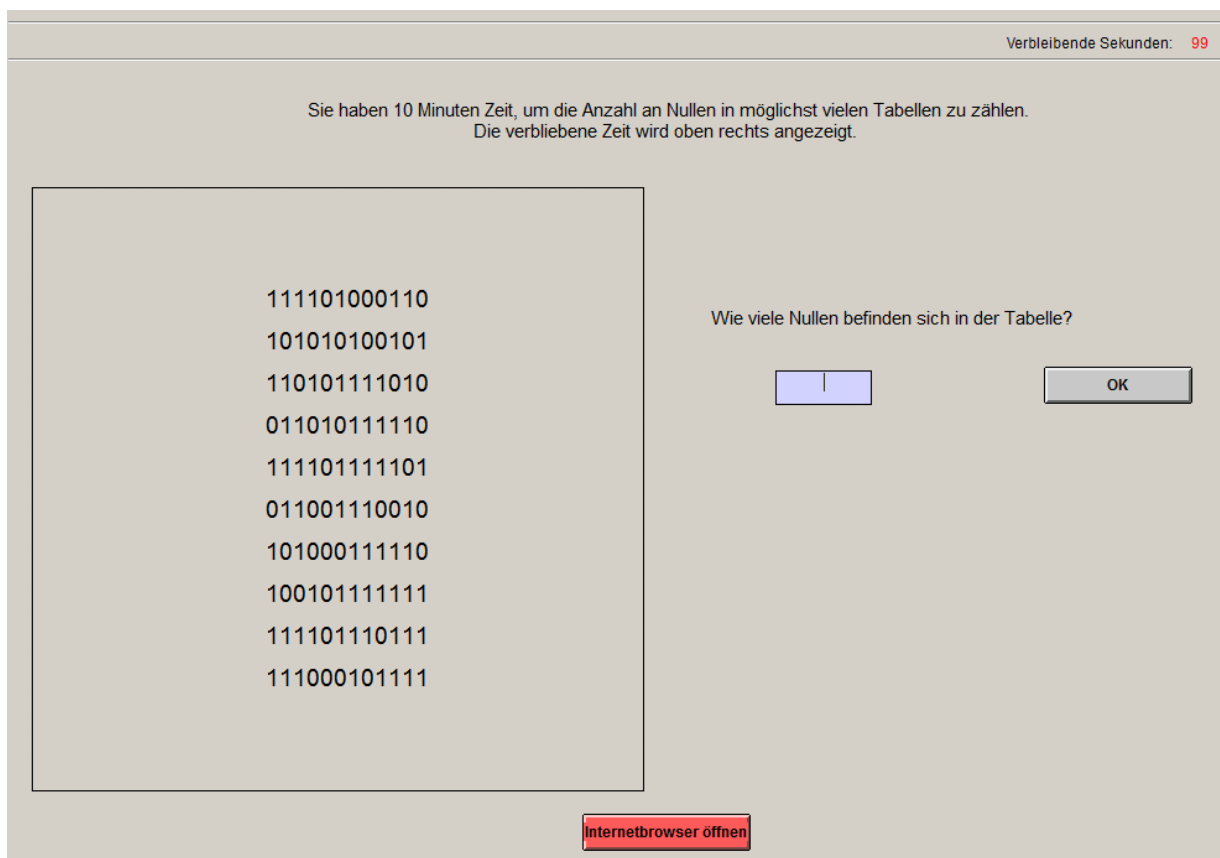 Verbleibende Sekunden: 99
Sie haben 10 Minuten Zeit, um die Anzahl an Nullen in möglichst vielen Tabellen zu zählen.
Die verbliebene Zeit wird oben rechts angezeigt.
111101000110
101010100101
110101111010
011010111110
111101111101
011001110010
101000111110
100101111111
111101110111
111000101111
Wie viele Nullen befinden sich in der Tabelle?
OK
Internetbrowser öffnen